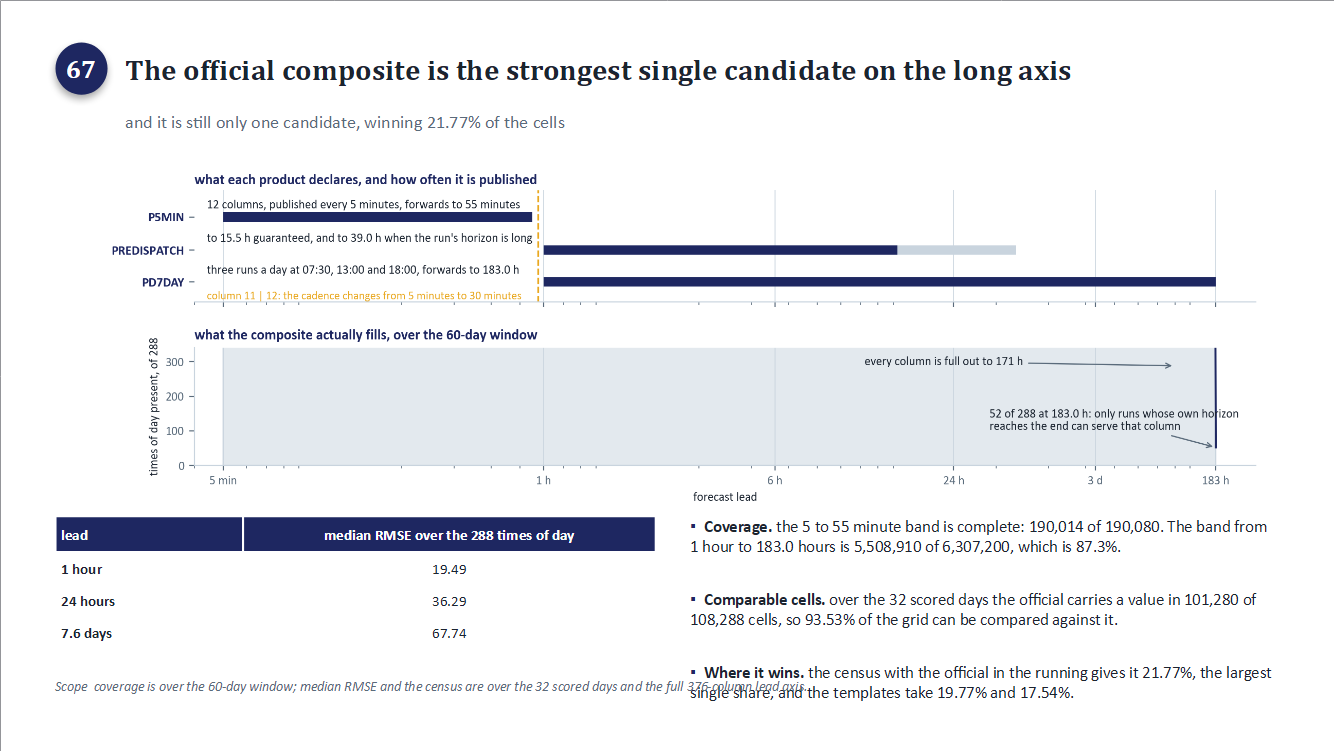 67
The official composite is the strongest single candidate on the long axis
and it is still only one candidate, winning 21.77% of the cells
what each product declares, and how often it is published
12 columns, published every 5 minutes, forwards to 55 minutes
P5MIN
to 15.5 h guaranteed, and to 39.0 h when the run's horizon is long
PREDISPATCH
three runs a day at 07:30, 13:00 and 18:00, forwards to 183.0 h
PD7DAY
column 11 | 12: the cadence changes from 5 minutes to 30 minutes
what the composite actually fills, over the 60-day window
times of day present, of 288
300
200
100
0
every column is full out to 171 h
52 of 288 at 183.0 h: only runs whose own horizon
reaches the end can serve that column
5 min
1 h
6 h
24 h
3 d
183 h
forecast lead
lead
median RMSE over the 288 times of day
1 hour
19.49
24 hours
36.29
7.6 days
67.74
▪ Coverage. the 5 to 55 minute band is complete: 190,014 of 190,080. The band from
1 hour to 183.0 hours is 5,508,910 of 6,307,200, which is 87.3%.
▪ Comparable cells. over the 32 scored days the official carries a value in 101,280 of
108,288 cells, so 93.53% of the grid can be compared against it.
▪ Where it wins. the census with the official in the running gives it 21.77%, the largest
single share, and the templates take 19.77% and 17.54%.
Scope coverage is over the 60-day window; median RMSE and the census are over the 32 scored days and the full 376-column lead axis.